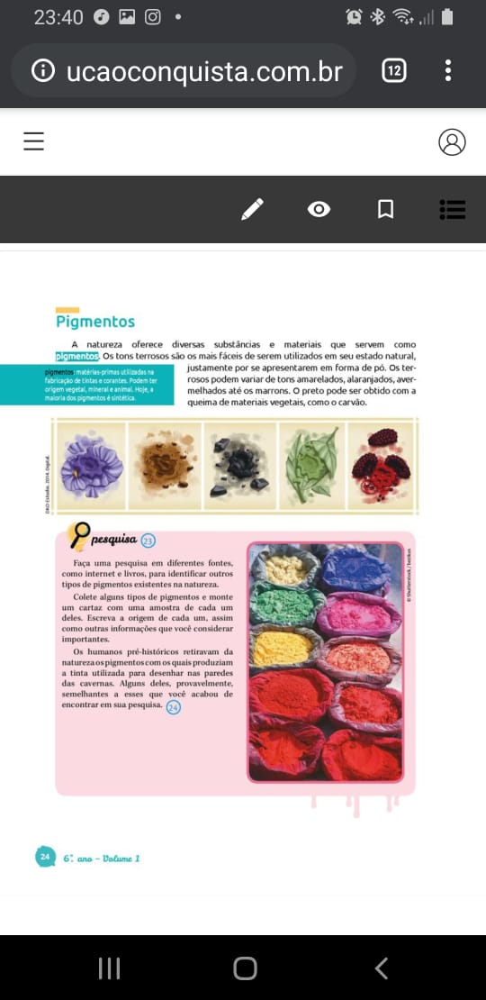 23:40
ucaoconquista.com.br
12
Pigmentos
A natureza oferece diversas substâncias e materiais que servem como
pigmentos. Os tons terrosos são os mais fáceis de serem utilizados em seu estado natural,
justamente por se apresentarem em forma de pó. Os ter-
rosos podem variar de tons amarelados, alaranjados, aver-
melhados até os marrons. O preto pode ser obtido com a
queima de materiais vegetais, como o carvão.
pigmentos: matérias-primas utilizadas na
fabricação de tintas e corantes. Podem ter
origem vegetal, mineral e animal. Hoje, a
maioria dos pigmentos é sintética.
DKO Estúdio. 2014. Digital.
pesquisa 23
Faça uma pesquisa em diferentes fontes,
como internet e livros, para identificar outros
tipos de pigmentos existentes na natureza.
Colete alguns tipos de pigmentos e monte
um cartaz com uma amostra de cada um
deles. Escreva a origem de cada um, assim
como outras informações que você considerar
importantes.
Os humanos pré-históricos retiravam da
natureza os pigmentos com os quais produziam
a tinta utilizada para desenhar nas paredes
das cavernas. Alguns deles, provavelmente,
semelhantes a esses que você acabou de
encontrar em sua pesquisa. 24
© Shutterstock /
24
6º. ano – Volume 1